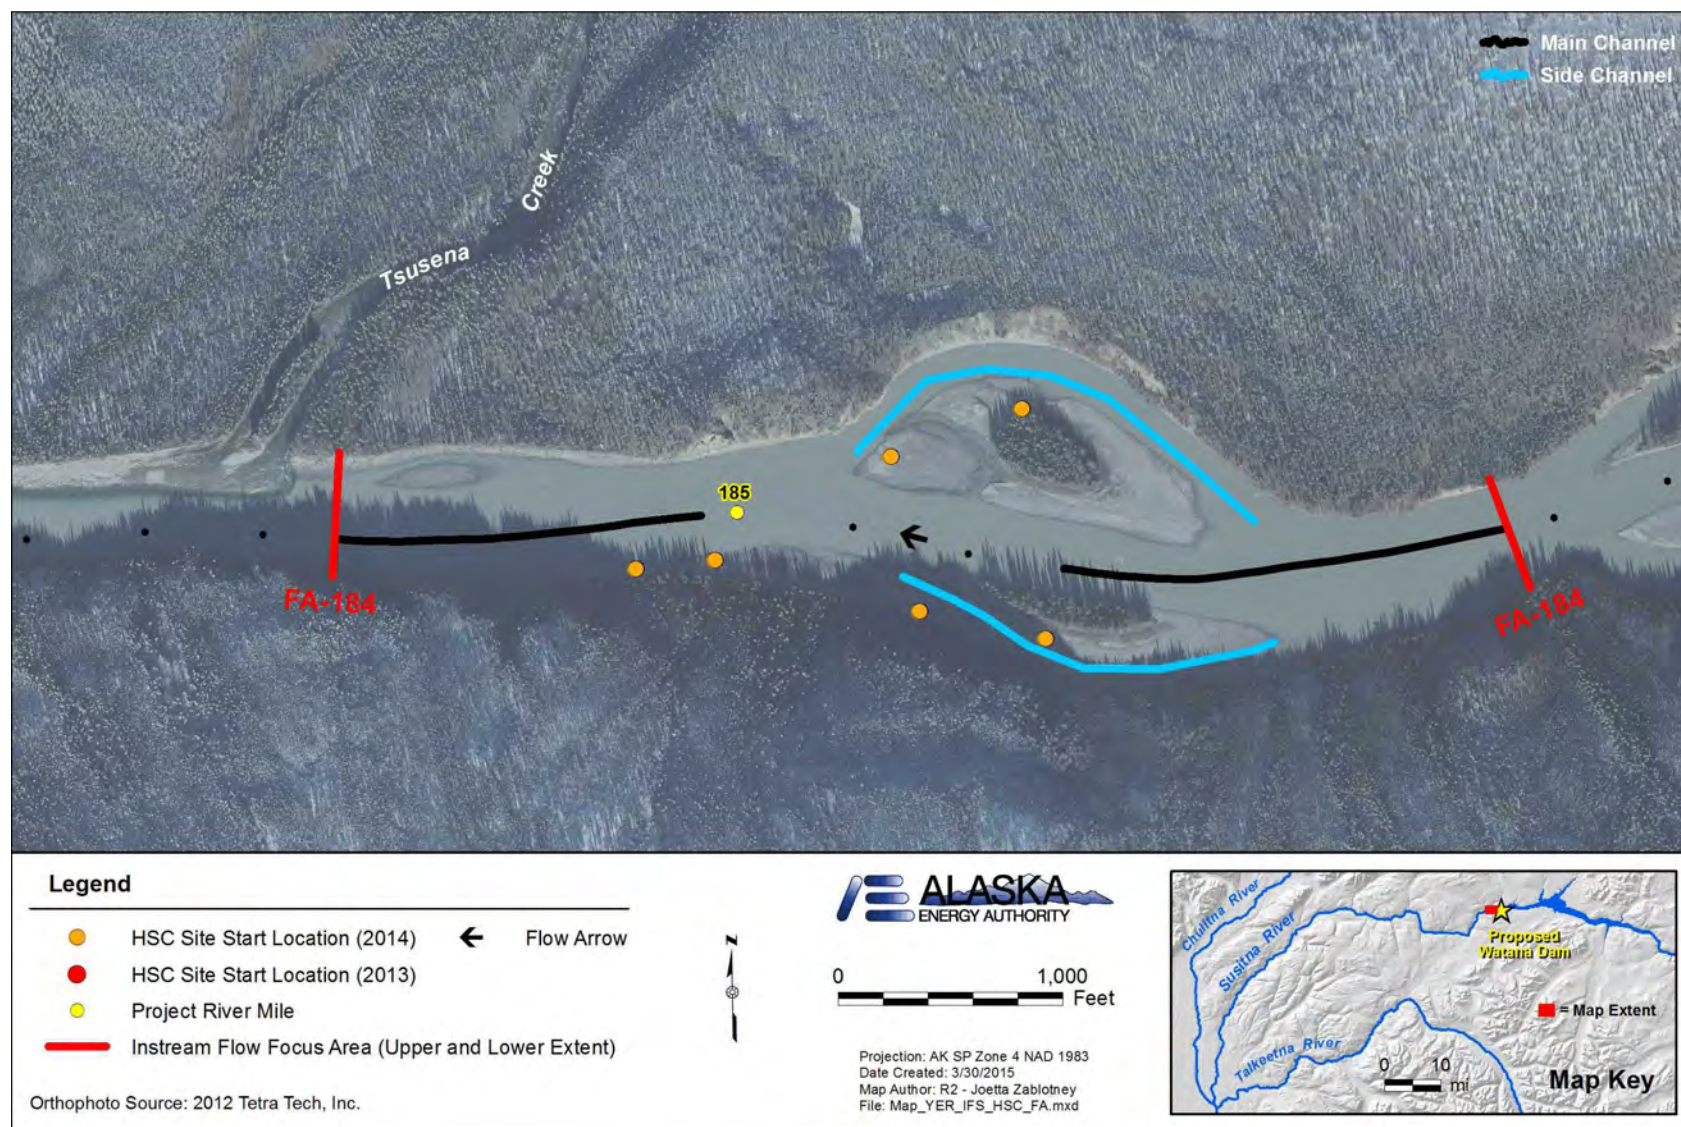 Main Channel
Side Channel
Tsusena Creek
185
FA-184
FA-184
Legend
HSC Site Start Location (2014)
Flow Arrow
HSC Site Start Location (2013)
Project River Mile
Instream Flow Focus Area (Upper and Lower Extent)
Orthophoto Source: 2012 Tetra Tech, Inc.
N
ALASKA
ENERGY AUTHORITY
0 1,000
Feet
Projection: AK SP Zone 4 NAD 1983
Date Created: 3/30/2015
Map Author: R2 - Joetta Zablotney
File: Map_YER_IFS_HSC_FA.mxd
Chulitna River
Susitna River
Proposed
Watana Dam
= Map Extent
Talkeetna River
0 10
mi
Map Key